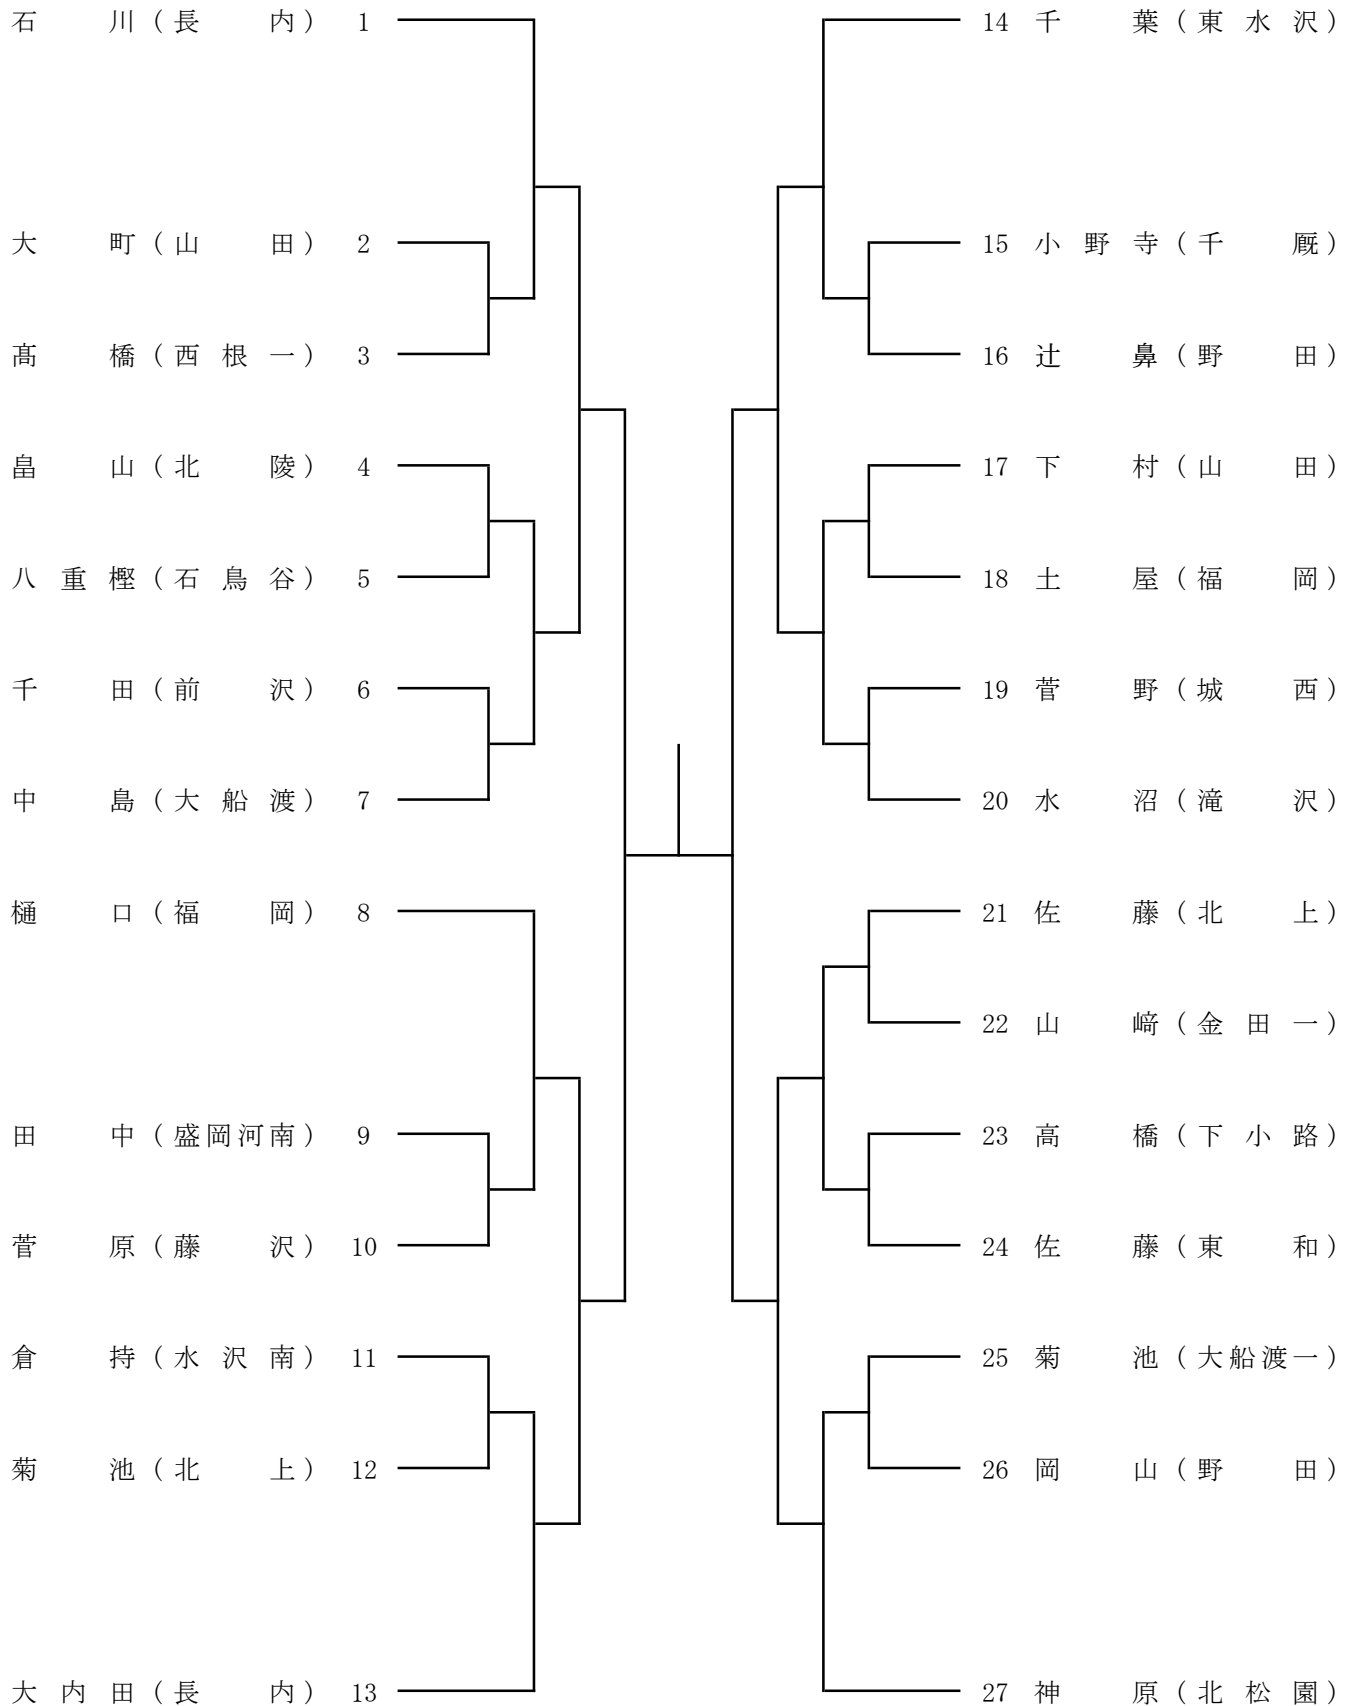 石川(長内) 1
大町(山田) 2
髙橋(西根一) 3
畠山(北陵) 4
八重樫(石鳥谷) 5
千田(前沢) 6
中島(大船渡) 7
樋口(福岡) 8
田中(盛岡河南) 9
菅原(藤沢) 10
倉持(水沢南) 11
菊池(北上) 12
大内田(長内) 13
14 千葉(東水沢)
15 小野寺(千厩)
16 辻鼻(野田)
17 下村(山田)
18 土屋(福岡)
19 菅野(城西)
20 水沼(滝沢)
21 佐藤(北上)
22 山﨑(金田一)
23 高橋(下小路)
24 佐藤(東和)
25 菊池(大船渡一)
26 岡山(野田)
27 神原(北松園)